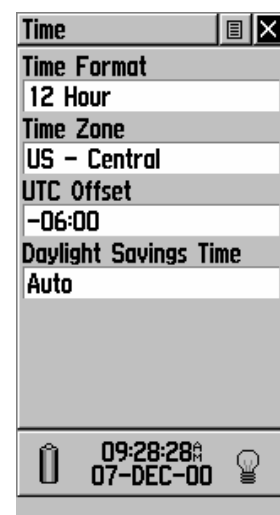 Time
Time Format
12 Hour
Time Zone
US - Central
UTC Offset
-06:00
Daylight Savings Time
Auto
09:28:28AM
07-DEC-00